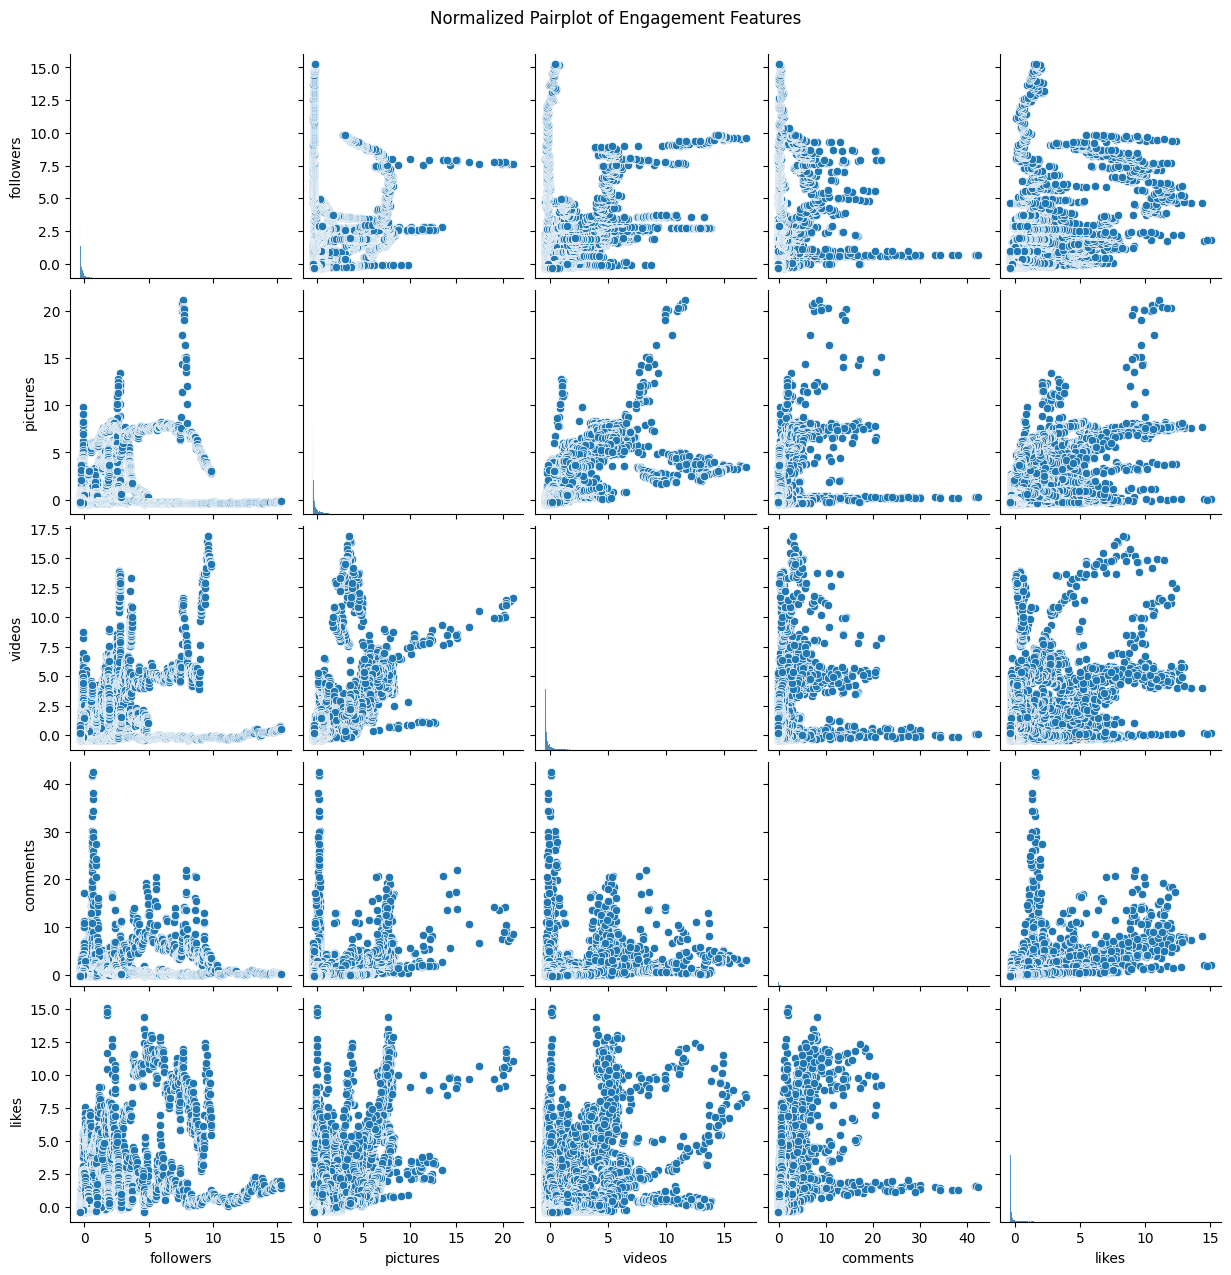 Normalized Pairplot of Engagement Features
15.0
12.5
10.0
7.5
5.0
2.5
0.0
followers
20
15
10
5
0
pictures
17.5
15.0
12.5
10.0
7.5
5.0
2.5
0.0
videos
40
30
20
10
0
comments
15.0
12.5
10.0
7.5
5.0
2.5
0.0
likes
0 5 10 15
0 5 10 15 20
0 5 10 15
0 10 20 30 40
0 5 10 15
followers pictures videos comments likes